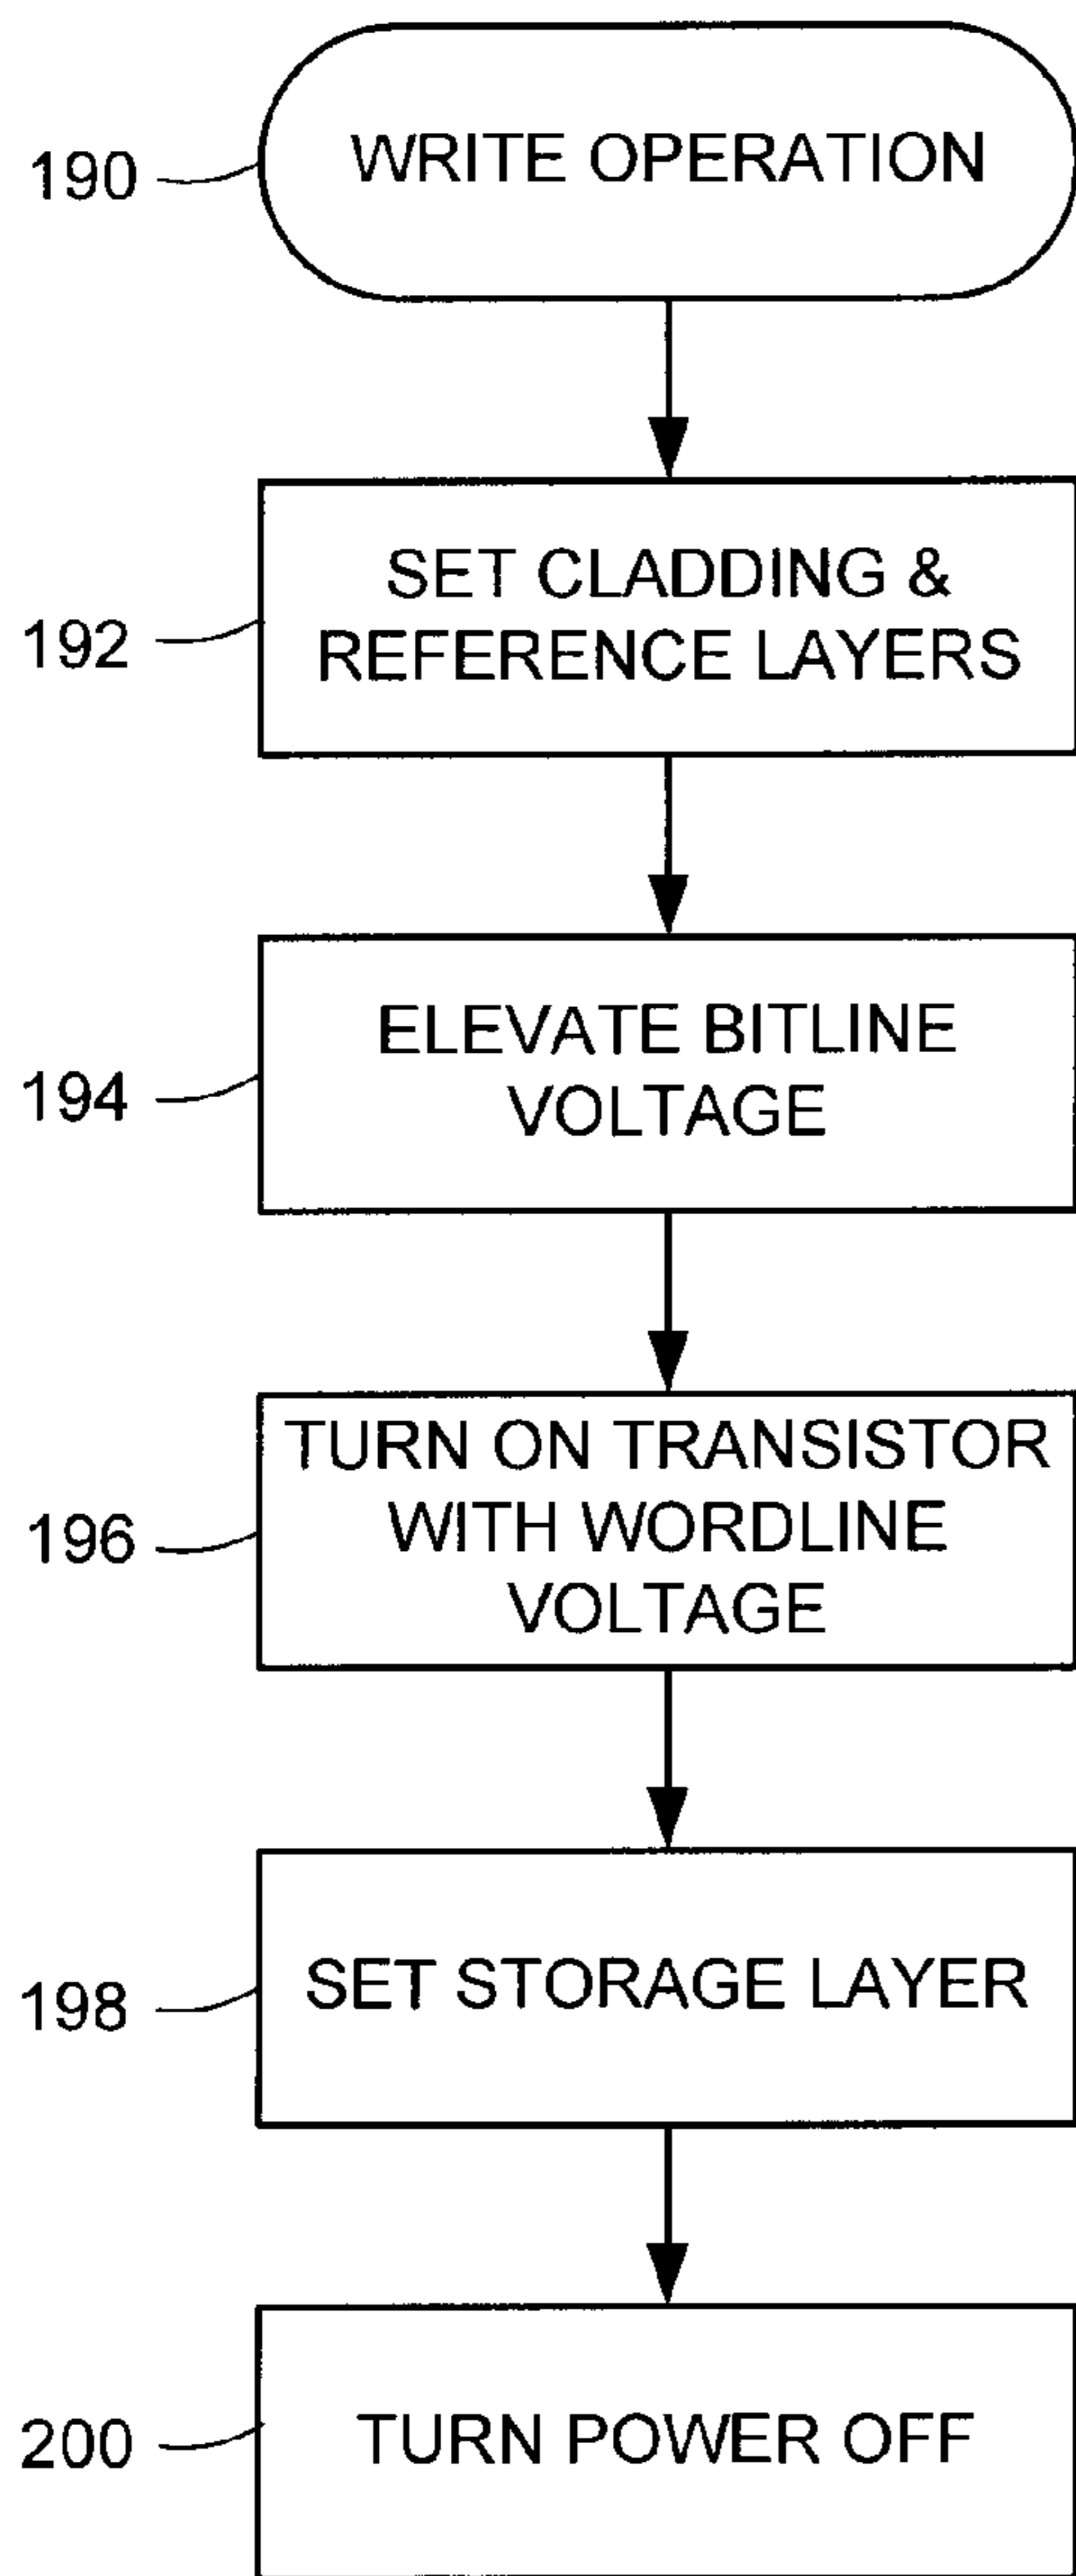 190
WRITE OPERATION
192
SET CLADDING &
REFERENCE LAYERS
194
ELEVATE BITLINE
VOLTAGE
196
TURN ON TRANSISTOR
WITH WORDLINE
VOLTAGE
198
SET STORAGE LAYER
200
TURN POWER OFF